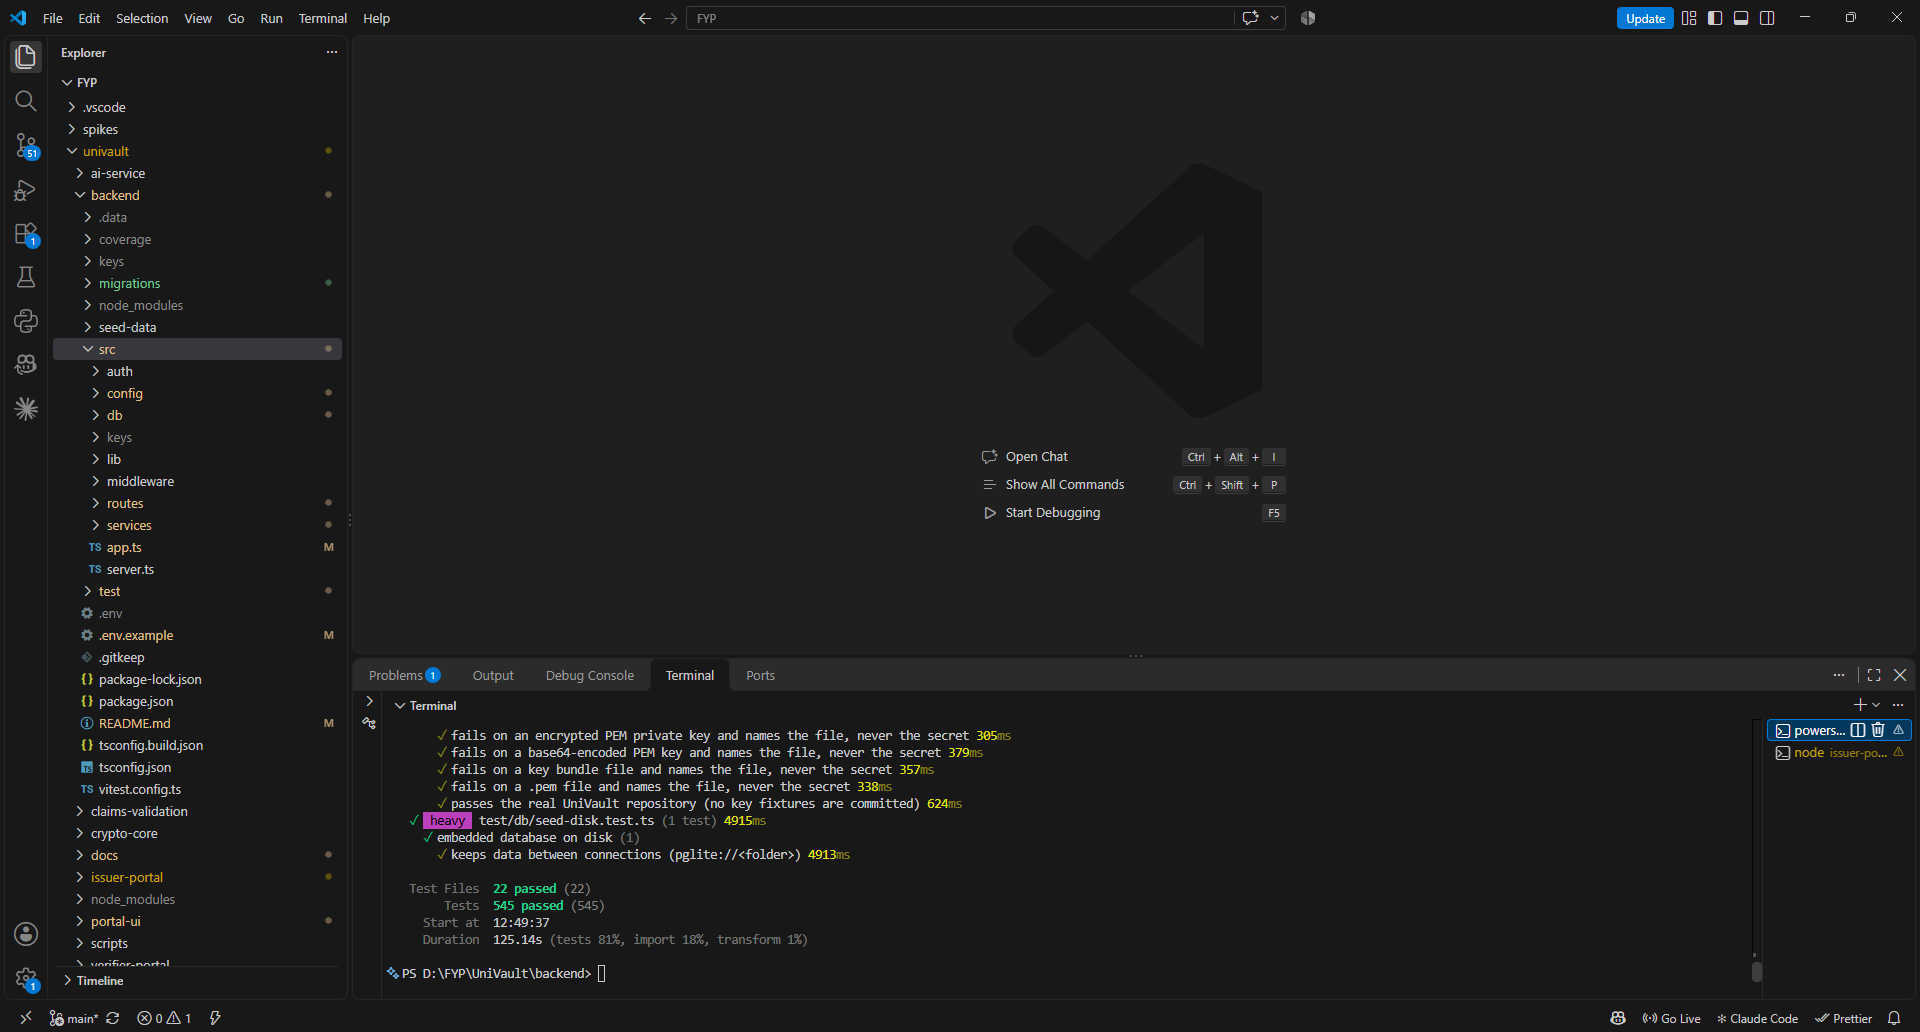 File Edit Selection View Go Run Terminal Help
FYP
Update
Explorer
FYP
.vscode
spikes
51
univault
ai-service
backend
.data
1
coverage
keys
migrations
node_modules
seed-data
src
auth
config
db
keys
lib
middleware
routes
services
TS app.ts M
TS server.ts
test
.env
.env.example M
.gitkeep
{} package-lock.json
{} package.json
README.md M
{} tsconfig.build.json
TS tsconfig.json
TS vitest.config.ts
claims-validation
crypto-core
docs
issuer-portal
node_modules
portal-ui
scripts
verifier-portal
1
Timeline
Open Chat Ctrl + Alt + I
Show All Commands Ctrl + Shift + P
Start Debugging F5
Problems 1 Output Debug Console Terminal Ports
Terminal
✓ fails on an encrypted PEM private key and names the file, never the secret 305ms
✓ fails on a base64-encoded PEM key and names the file, never the secret 379ms
✓ fails on a key bundle file and names the file, never the secret 357ms
✓ fails on a .pem file and names the file, never the secret 338ms
✓ passes the real UniVault repository (no key fixtures are committed) 624ms
✓ heavy test/db/seed-disk.test.ts (1 test) 4915ms
✓ embedded database on disk (1)
✓ keeps data between connections (pglite://<folder>) 4913ms
Test Files 22 passed (22)
Tests 545 passed (545)
Start at 12:49:37
Duration 125.14s (tests 81%, import 18%, transform 1%)
PS D:\FYP\UniVault\backend>
powers...
node issuer-po...
main* 0 1
Go Live Claude Code Prettier